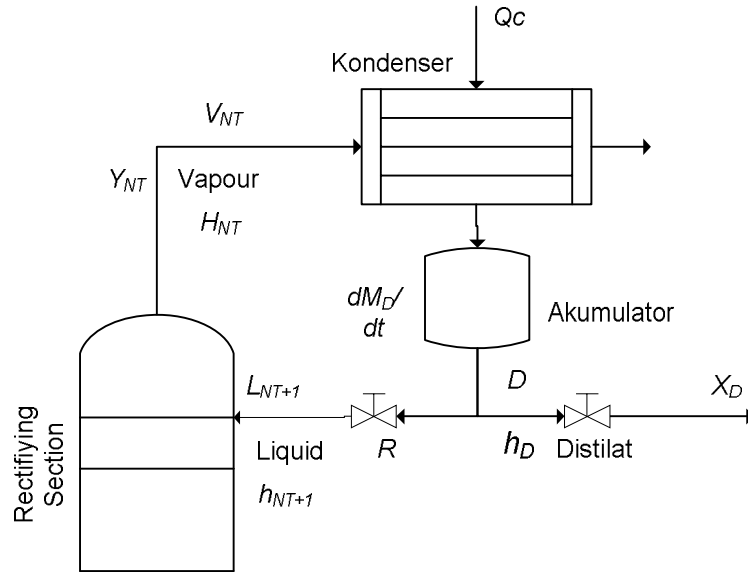 Qc
Kondenser
V_NT
Y_NT
Vapour
H_NT
dM_D/
dt
Akumulator
L_NT+1
D
X_D
Liquid
R
h_D
Distilat
h_NT+1
Rectifiying
Section